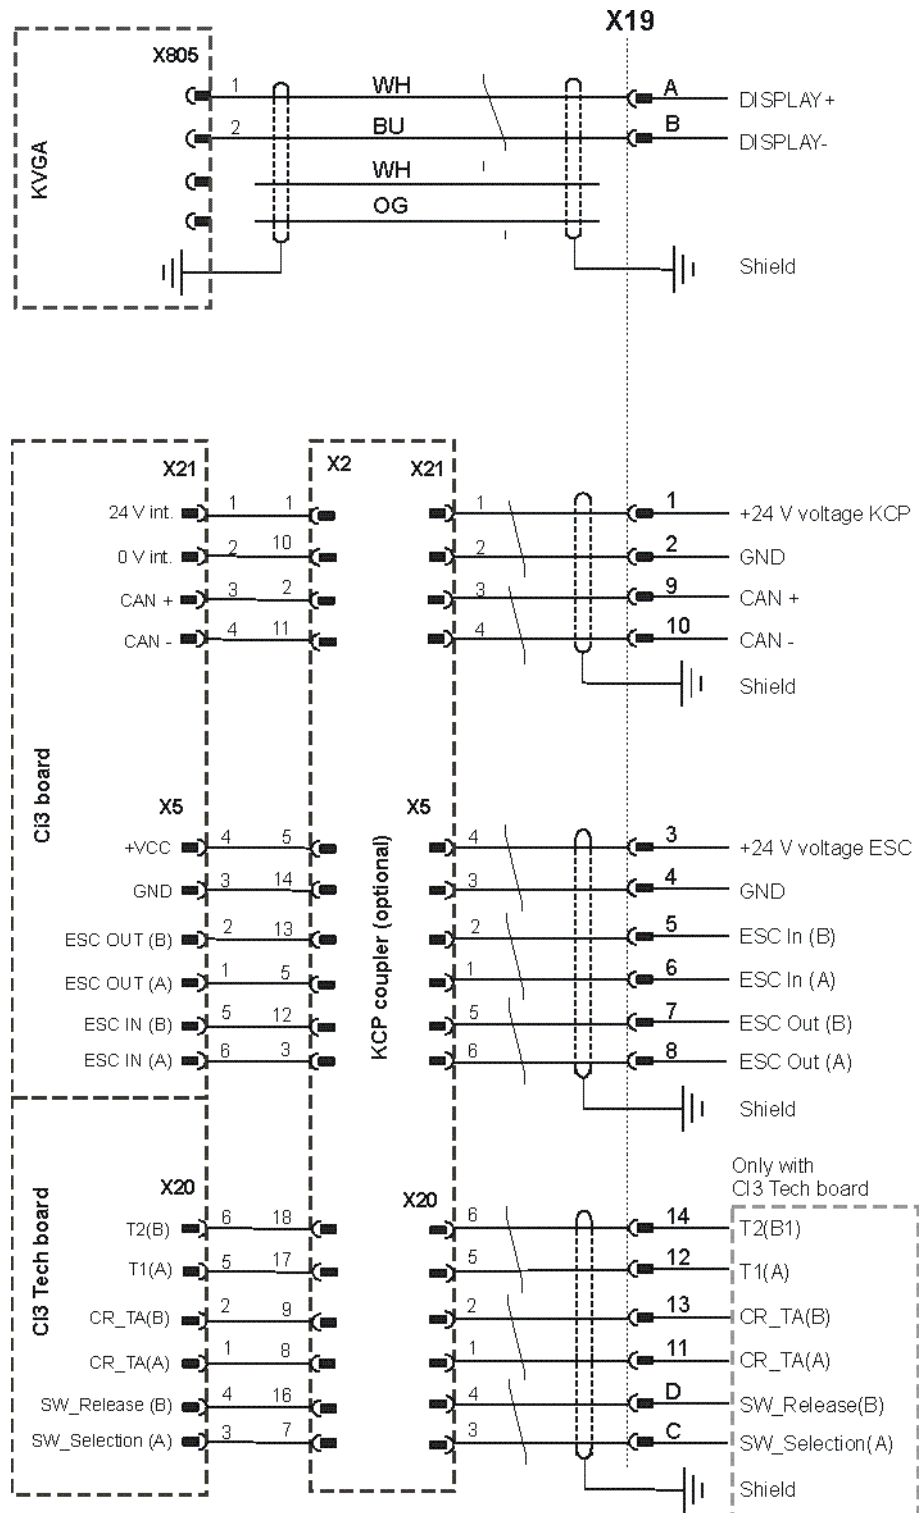 X19
X805
1 WH A DISPLAY+
2 BU B DISPLAY-
WH
OG
KVGA
Shield
X21 X2 X21
24 V int. 1 1 1 1 +24 V voltage KCP
0 V int. 2 10 2 2 GND
CAN + 3 2 3 9 CAN +
CAN - 4 11 4 10 CAN -
Shield
Ci3 board
X5 X5
+VCC 4 5 4 3 +24 V voltage ESC
GND 3 14 3 4 GND
ESC OUT (B) 2 13 2 5 ESC In (B)
ESC OUT (A) 1 5 1 6 ESC In (A)
ESC IN (B) 5 12 5 7 ESC Out (B)
ESC IN (A) 6 3 6 8 ESC Out (A)
KCP coupler (optional)
Shield
Only with
CI3 Tech board
X20 X20
T2(B) 6 18 6 14 T2(B1)
T1(A) 5 17 5 12 T1(A)
CR_TA(B) 2 9 2 13 CR_TA(B)
CR_TA(A) 1 8 1 11 CR_TA(A)
SW_Release (B) 4 16 4 D SW_Release(B)
SW_Selection (A) 3 7 3 C SW_Selection(A)
CI3 Tech board
Shield